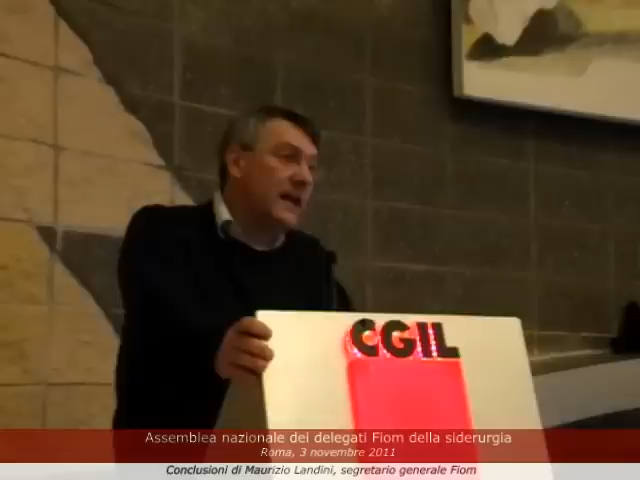 CGIL
Assemblea nazionale dei delegati Fiom della siderurgia
Roma, 3 novembre 2011
Conclusioni di Maurizio Landini, segretario generale Fiom